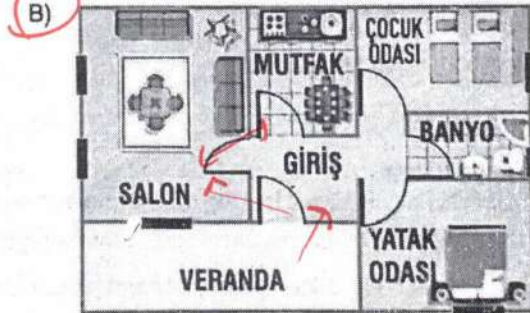 B)
ÇOCUK
ODASI
MUTFAK
BANYO
GİRİŞ
SALON
YATAK
ODASI
VERANDA